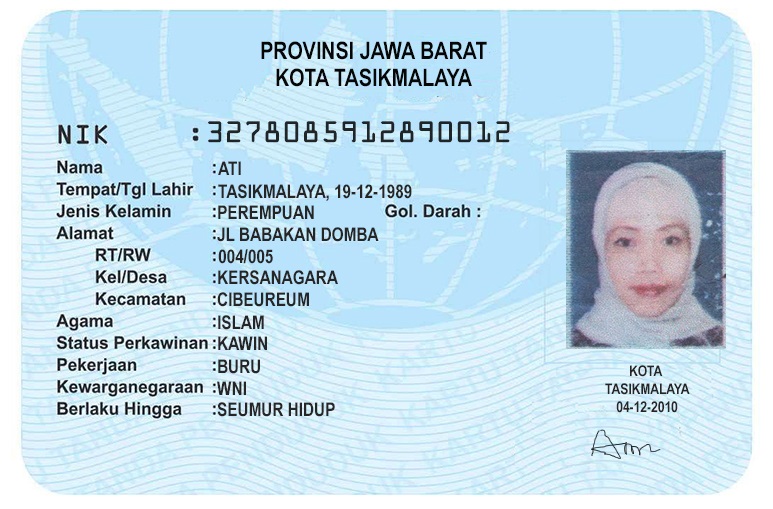 PROVINSI JAWA BARAT
KOTA TASIKMALAYA
NIK :3278085912890012
Nama :ATI
Tempat/Tgl Lahir :TASIKMALAYA, 19-12-1989
Jenis Kelamin :PEREMPUAN Gol. Darah :
Alamat :JL BABAKAN DOMBA
RT/RW :004/005
Kel/Desa :KERSANAGARA
Kecamatan :CIBEUREUM
Agama :ISLAM
Status Perkawinan :KAWIN
Pekerjaan :BURU
Kewarganegaraan :WNI
Berlaku Hingga :SEUMUR HIDUP
KOTA
TASIKMALAYA
04-12-2010